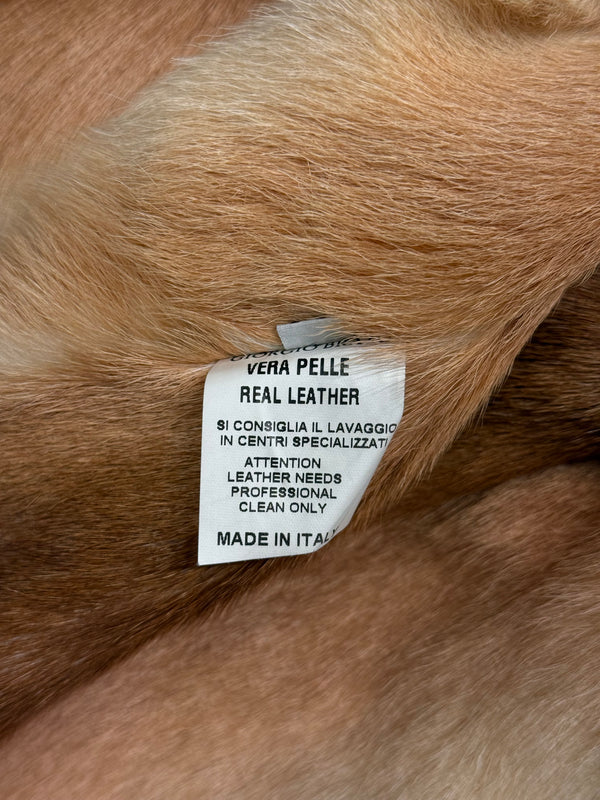 GIORGIO
VERA PELLE
REAL LEATHER
SI CONSIGLIA IL LAVAGGIO
IN CENTRI SPECIALIZZATI
ATTENTION
LEATHER NEEDS
PROFESSIONAL
CLEAN ONLY
MADE IN ITALY